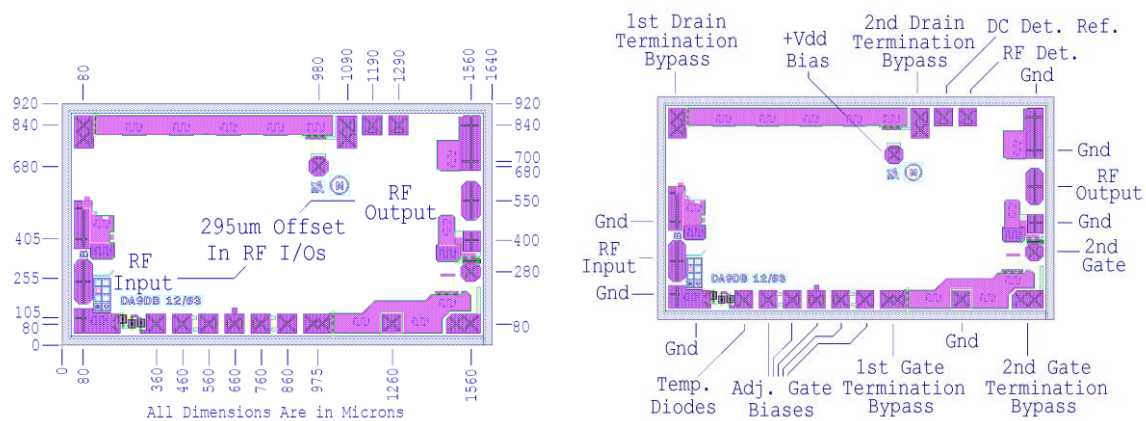 80
980
1090
1190
1290
1560
1640
920
840
680
405
255
105
80
0
920
840
700
680
550
400
280
80
M
RF
Output
295um Offset
In RF I/Os
RF
Input
DA9DB 12/63
0
80
360
460
560
660
760
860
975
1260
1560
All Dimensions Are in Microns
1st Drain
Termination
Bypass
+Vdd
Bias
2nd Drain
Termination
Bypass
DC Det. Ref.
RF Det.
Gnd
Gnd
RF
Output
Gnd
2nd
Gate
Gnd
RF
Input
Gnd
M
DA9DB 12/63
Gnd
Temp.
Diodes
Adj. Gate
Biases
1st Gate
Termination
Bypass
Gnd
2nd Gate
Termination
Bypass